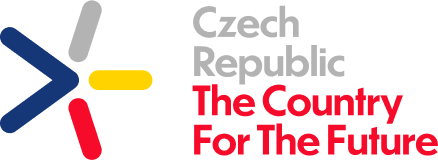 Czech
Republic
The Country
For The Future